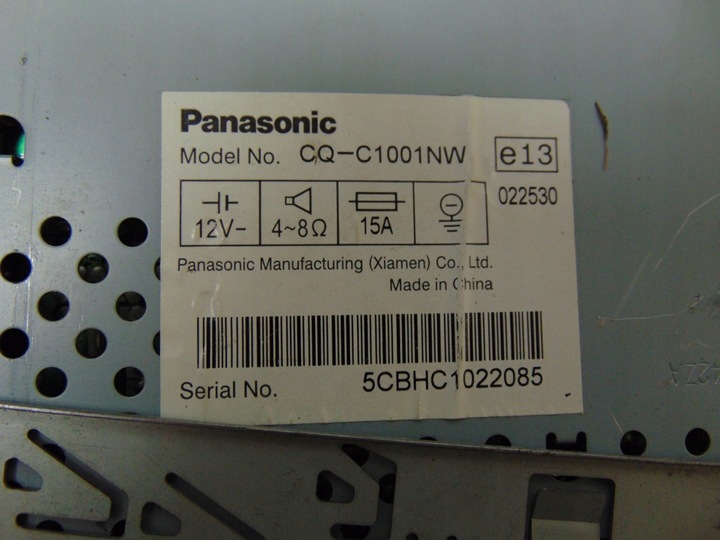 Panasonic
Model No. CQ-C1001NW
e13
022530
12V-
4~8Ω
15A
Panasonic Manufacturing (Xiamen) Co., Ltd.
Made in China
Serial No. 5CBHC1022085